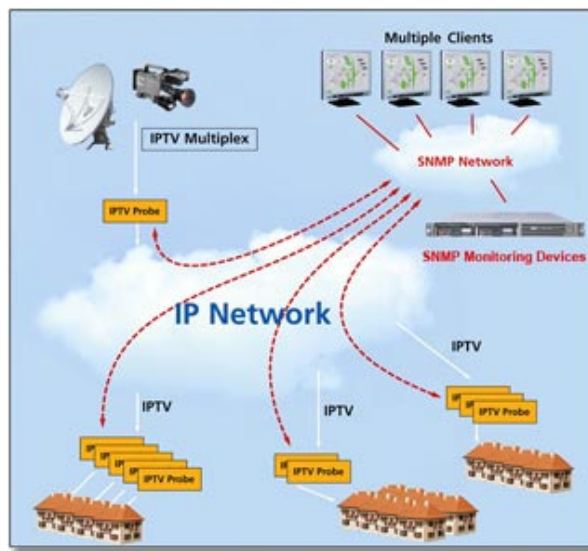 Multiple Clients
IPTV Multiplex
SNMP Network
IPTV Probe
SNMP Monitoring Devices
IP Network
IPTV
IPTV
IPTV
IPTV Probe
IPTV Probe
IPTV Probe